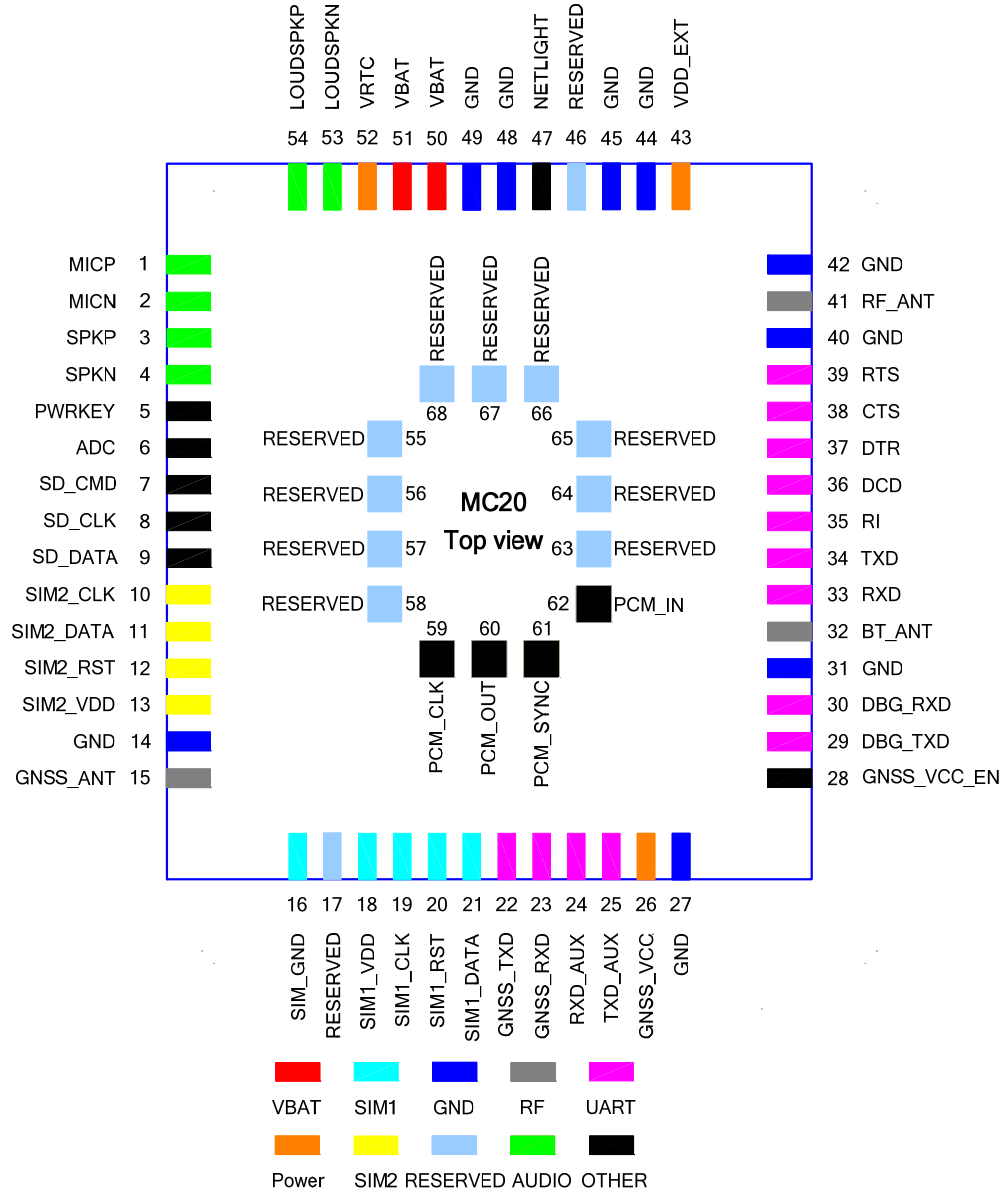 LOUDSPKP
LOUDSPKN
VRTC
VBAT
VBAT
GND
GND
NETLIGHT
RESERVED
GND
GND
VDD_EXT
54 53 52 51 50 49 48 47 46 45 44 43
MICP 1
MICN 2
SPKP 3
SPKN 4
PWRKEY 5
ADC 6
SD_CMD 7
SD_CLK 8
SD_DATA 9
SIM2_CLK 10
SIM2_DATA 11
SIM2_RST 12
SIM2_VDD 13
GND 14
GNSS_ANT 15
RESERVED
RESERVED
RESERVED
68 67 66
RESERVED 55
RESERVED 56
RESERVED 57
RESERVED 58
65 RESERVED
64 RESERVED
63 RESERVED
62 PCM_IN
MC20
Top view
59 60 61
PCM_CLK
PCM_OUT
PCM_SYNC
42 GND
41 RF_ANT
40 GND
39 RTS
38 CTS
37 DTR
36 DCD
35 RI
34 TXD
33 RXD
32 BT_ANT
31 GND
30 DBG_RXD
29 DBG_TXD
28 GNSS_VCC_EN
16 17 18 19 20 21 22 23 24 25 26 27
SIM_GND
RESERVED
SIM1_VDD
SIM1_CLK
SIM1_RST
SIM1_DATA
GNSS_TXD
GNSS_RXD
RXD_AUX
TXD_AUX
GNSS_VCC
GND
VBAT SIM1 GND RF UART
Power SIM2 RESERVED AUDIO OTHER